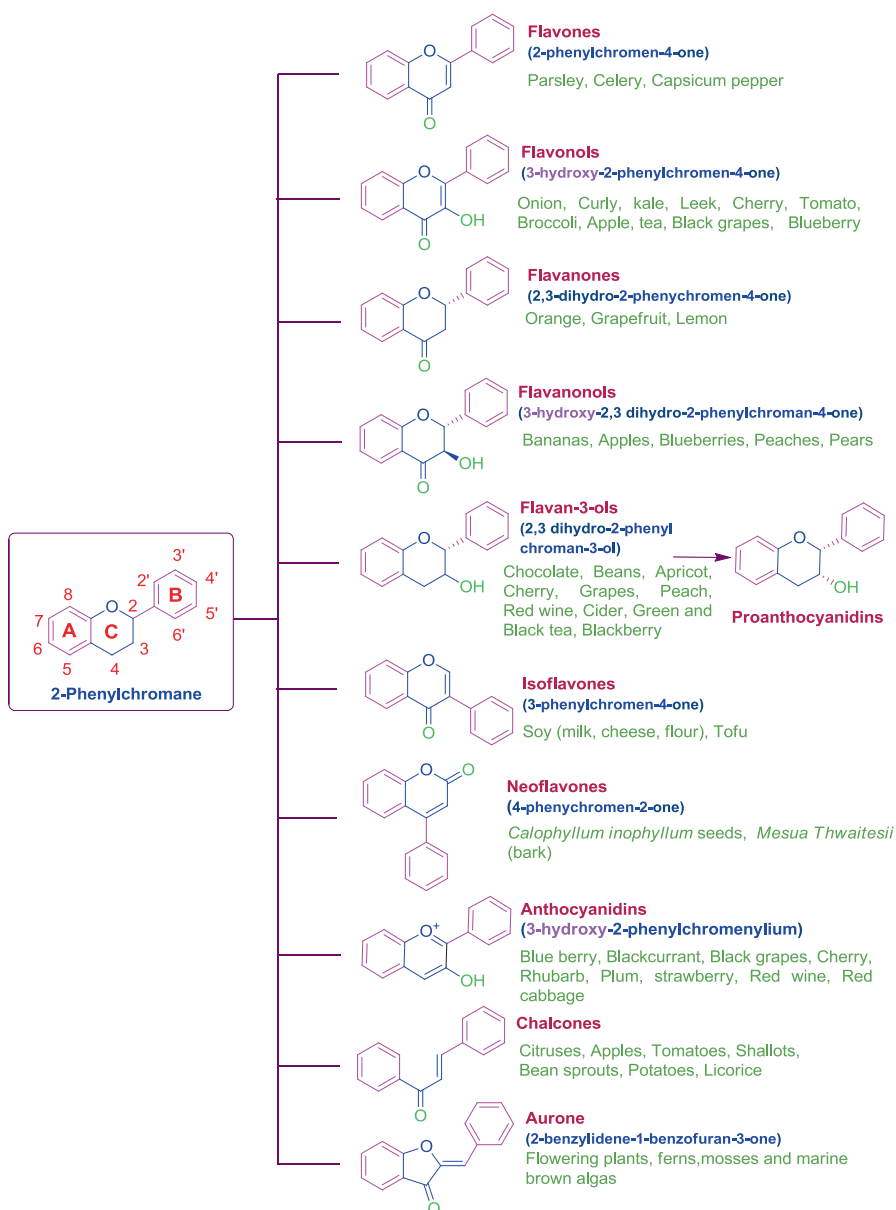 Flavones
(2-phenylchromen-4-one)
Parsley, Celery, Capsicum pepper
O
O
Flavonols
(3-hydroxy-2-phenylchromen-4-one)
Onion, Curly, kale, Leek, Cherry, Tomato,
Broccoli, Apple, tea, Black grapes, Blueberry
O
OH
O
Flavanones
(2,3-dihydro-2-phenychromen-4-one)
Orange, Grapefruit, Lemon
O
O
Flavanonols
(3-hydroxy-2,3 dihydro-2-phenylchroman-4-one)
Bananas, Apples, Blueberries, Peaches, Pears
O
OH
O
Flavan-3-ols
(2,3 dihydro-2-phenyl
chroman-3-ol)
Chocolate, Beans, Apricot,
Cherry, Grapes, Peach,
Red wine, Cider, Green and
Black tea, Blackberry
O
OH
O
OH
Proanthocyanidins
3'
2' 4'
8 B
O 2 5'
7
A C 6'
6 3
5 4
2-Phenylchromane
Isoflavones
(3-phenylchromen-4-one)
Soy (milk, cheese, flour), Tofu
O
O
Neoflavones
(4-phenychromen-2-one)
Calophyllum inophyllum seeds, Mesua Thwaitesii
(bark)
O O
Anthocyanidins
(3-hydroxy-2-phenylchromenylium)
Blue berry, Blackcurrant, Black grapes, Cherry,
Rhubarb, Plum, strawberry, Red wine, Red
cabbage
O+
OH
Chalcones
Citruses, Apples, Tomatoes, Shallots,
Bean sprouts, Potatoes, Licorice
O
Aurone
(2-benzylidene-1-benzofuran-3-one)
Flowering plants, ferns,mosses and marine
brown algas
O
O